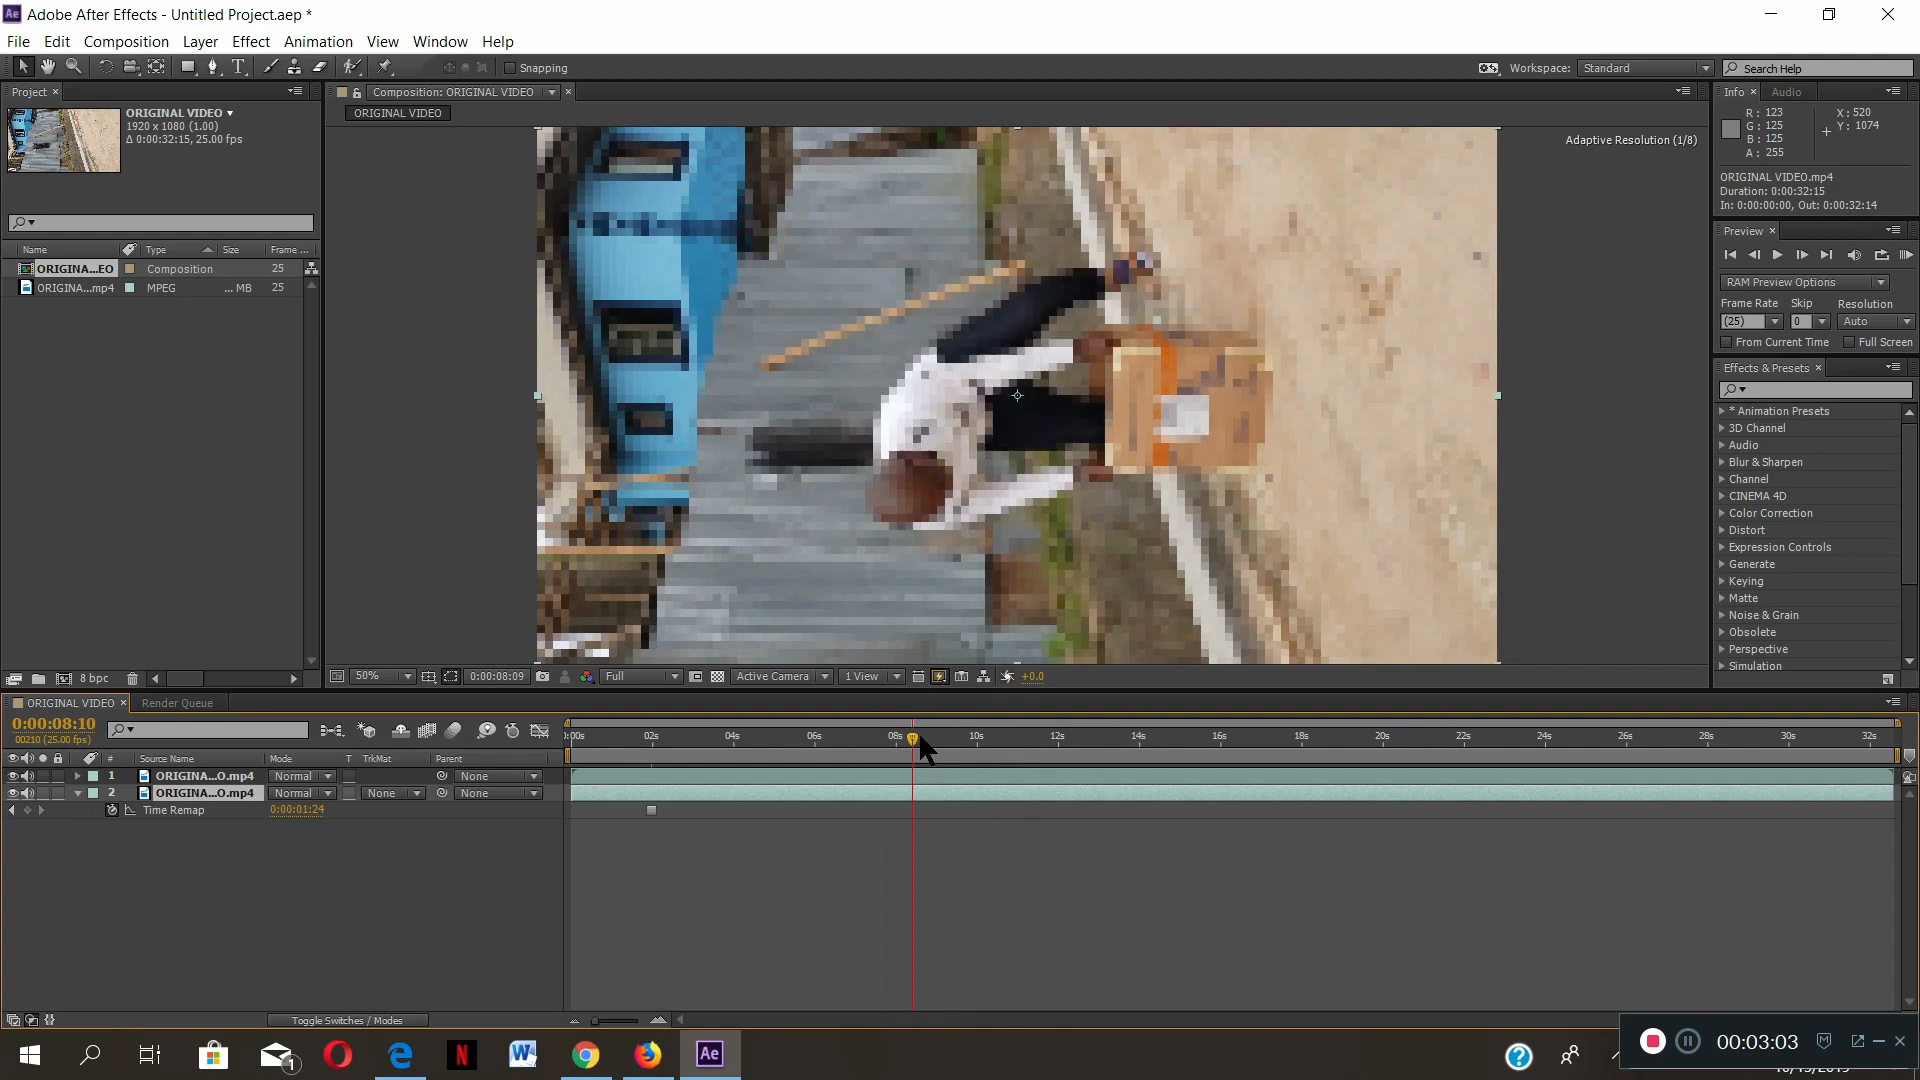 Adobe After Effects - Untitled Project.aep *
File Edit Composition Layer Effect Animation View Window Help
Snapping
Workspace: Standard
Search Help
Project
ORIGINAL VIDEO
1920 x 1080 (1.00)
Δ 0:00:32:15, 25.00 fps
Name Type Size Frame ...
ORIGINA...EO Composition 25
ORIGINA....mp4 MPEG ... MB 25
8 bpc
Composition: ORIGINAL VIDEO
ORIGINAL VIDEO
Adaptive Resolution (1/8)
50% 0:00:08:09 Full Active Camera 1 View +0.0
Info Audio
R: 123 X: 520
G: 125 Y: 1074
B: 125
A: 255
ORIGINAL VIDEO.mp4
Duration: 0:00:32:15
In: 0:00:00:00, Out: 0:00:32:14
Preview
RAM Preview Options
Frame Rate Skip Resolution
(25) 0 Auto
From Current Time Full Screen
Effects & Presets
* Animation Presets
3D Channel
Audio
Blur & Sharpen
Channel
CINEMA 4D
Color Correction
Distort
Expression Controls
Generate
Keying
Matte
Noise & Grain
Obsolete
Perspective
Simulation
ORIGINAL VIDEO Render Queue
0:00:08:10
00210 (25.00 fps)
:00s 02s 04s 06s 08s 10s 12s 14s 16s 18s 20s 22s 24s 26s 28s 30s 32s
# Source Name Mode T TrkMat Parent
1 ORIGINA...O.mp4 Normal None
2 ORIGINA...O.mp4 Normal None None
Time Remap 0:00:01:24
Toggle Switches / Modes
1
N
W
Ae
00:03:03